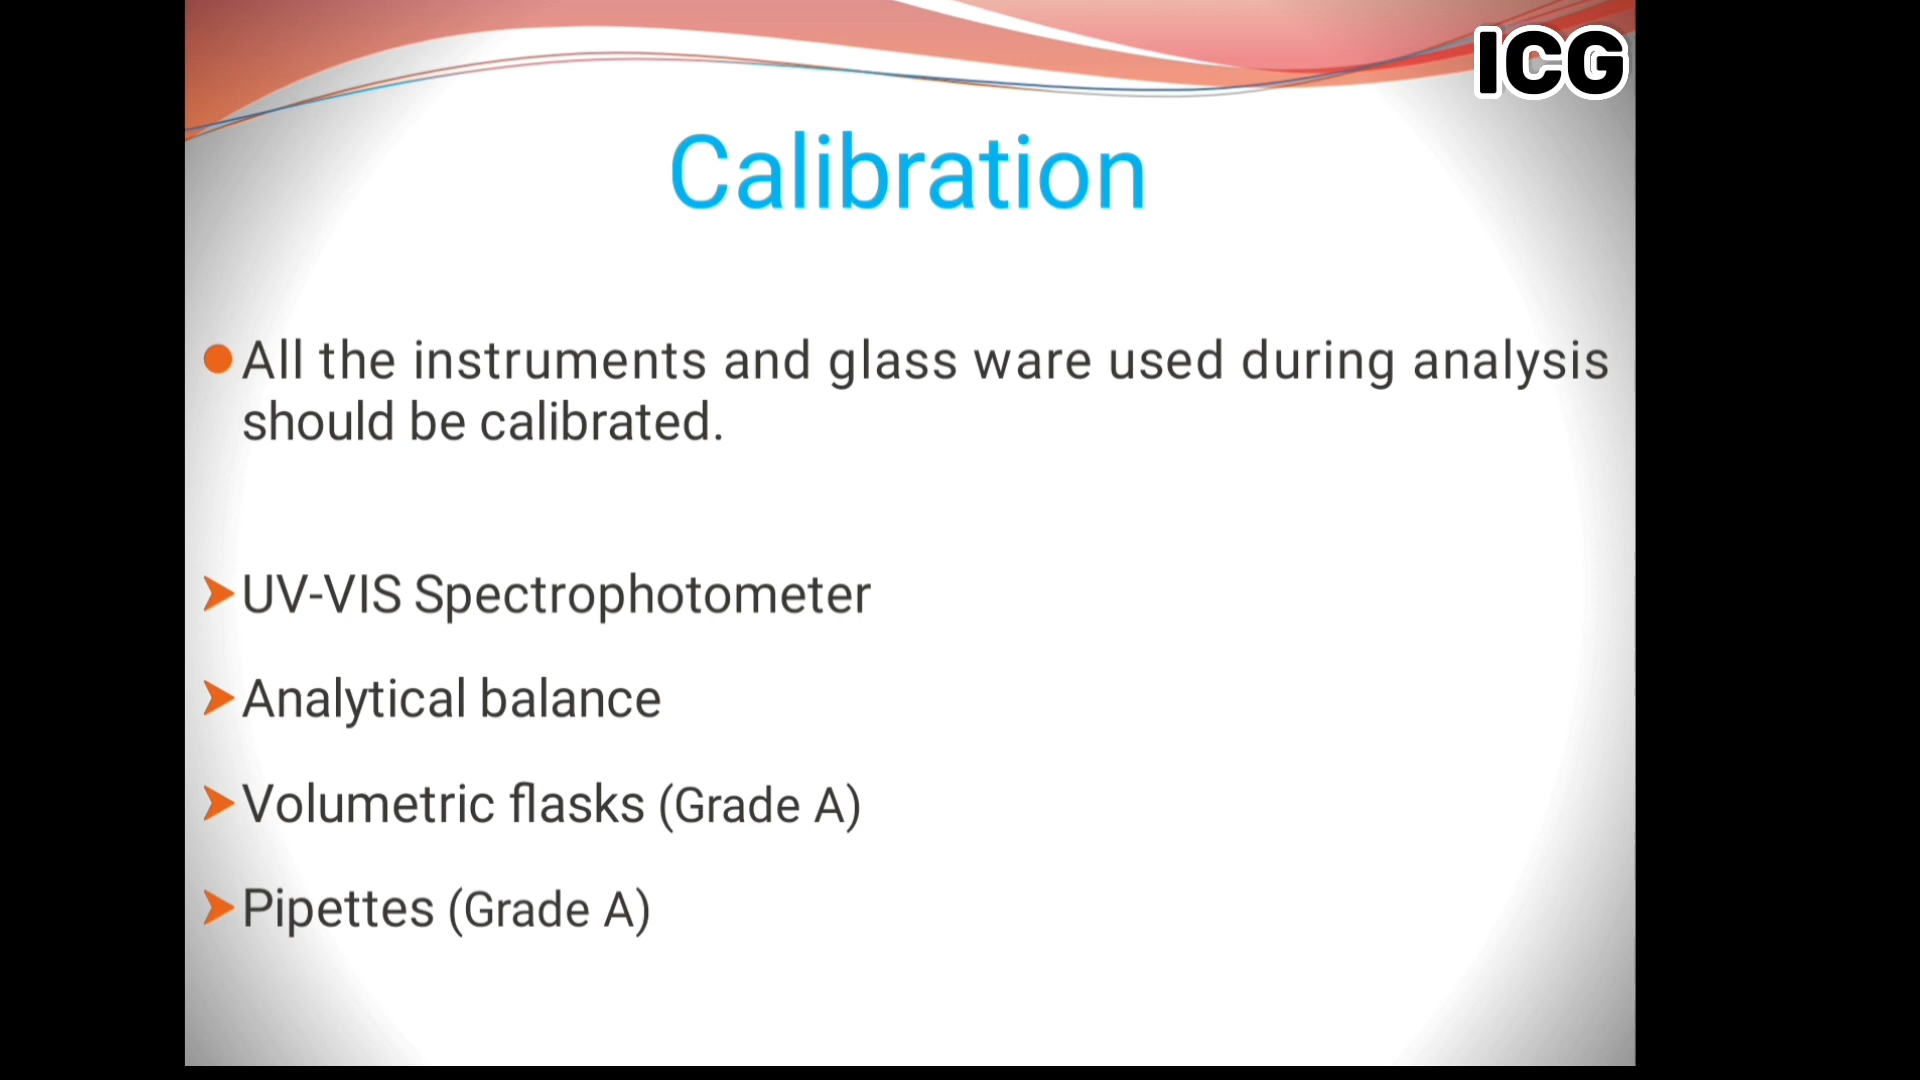 ICG
Calibration
All the instruments and glass ware used during analysis
should be calibrated.
UV-VIS Spectrophotometer
Analytical balance
Volumetric flasks (Grade A)
Pipettes (Grade A)